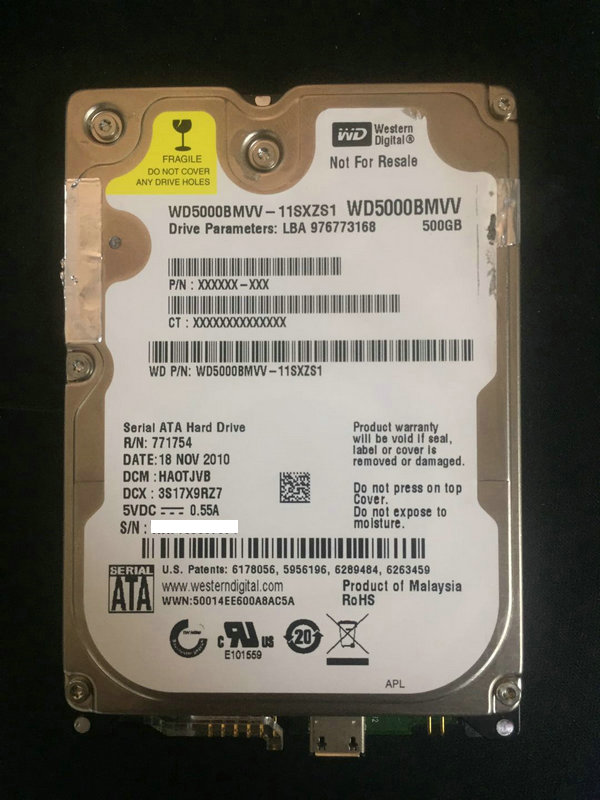 FRAGILE
DO NOT COVER
ANY DRIVE HOLES
WD Western
Digital®
Not For Resale
WD5000BMVV-11SXZS1 WD5000BMVV
Drive Parameters: LBA 976773168 500GB
P/N : XXXXXX-XXX
CT : XXXXXXXXXXXXXX
WD P/N: WD5000BMVV-11SXZS1
Serial ATA Hard Drive
R/N: 771754
DATE: 18 NOV 2010
DCM : HAOTJVB
DCX : 3S17X9RZ7
5VDC 0.55A
S/N :
Product warranty
will be void if seal,
label or cover is
removed or damaged.
Do not press on top
Cover.
Do not expose to
moisture.
U.S. Patents: 6178056, 5956196, 6289484, 6263459
SERIAL
ATA
www.westerndigital.com
WWN:50014EE600A8AC5A
Product of Malaysia
RoHS
c RU US
E101559
20
APL